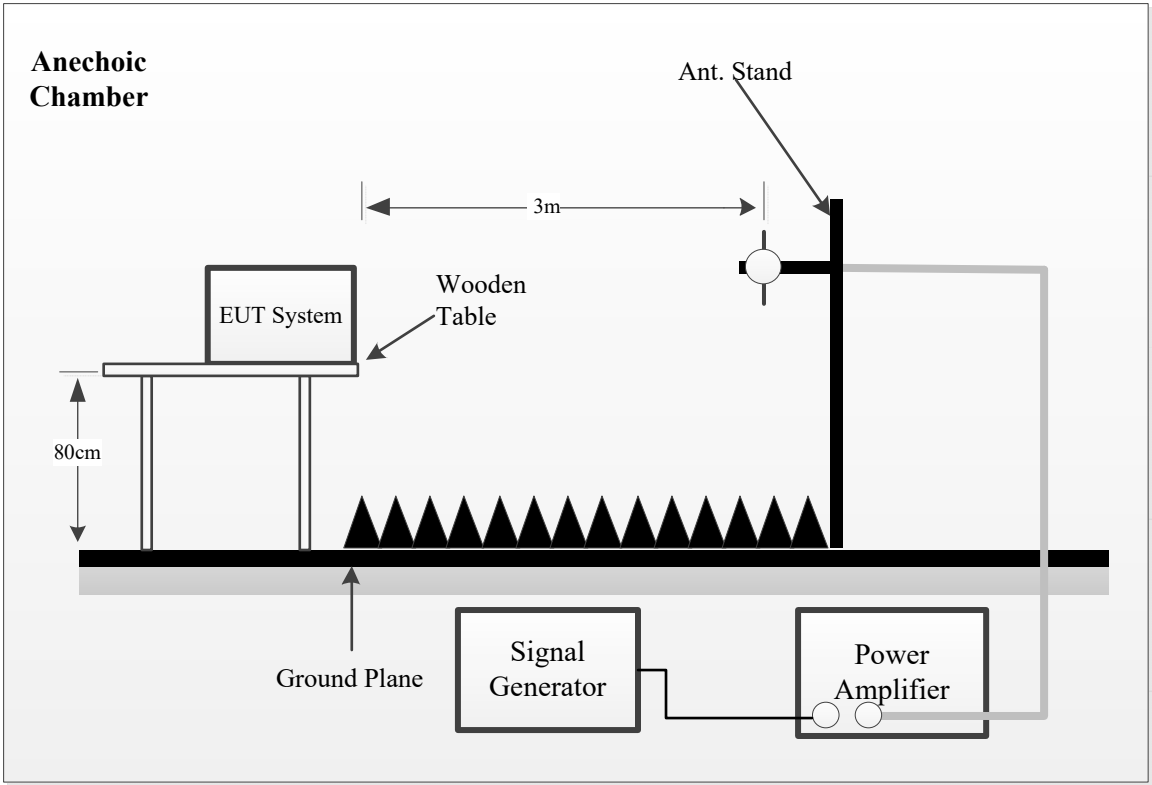 Anechoic
Chamber
Ant. Stand
3m
EUT System
Wooden
Table
80cm
Ground Plane
Signal
Generator
Power
Amplifier